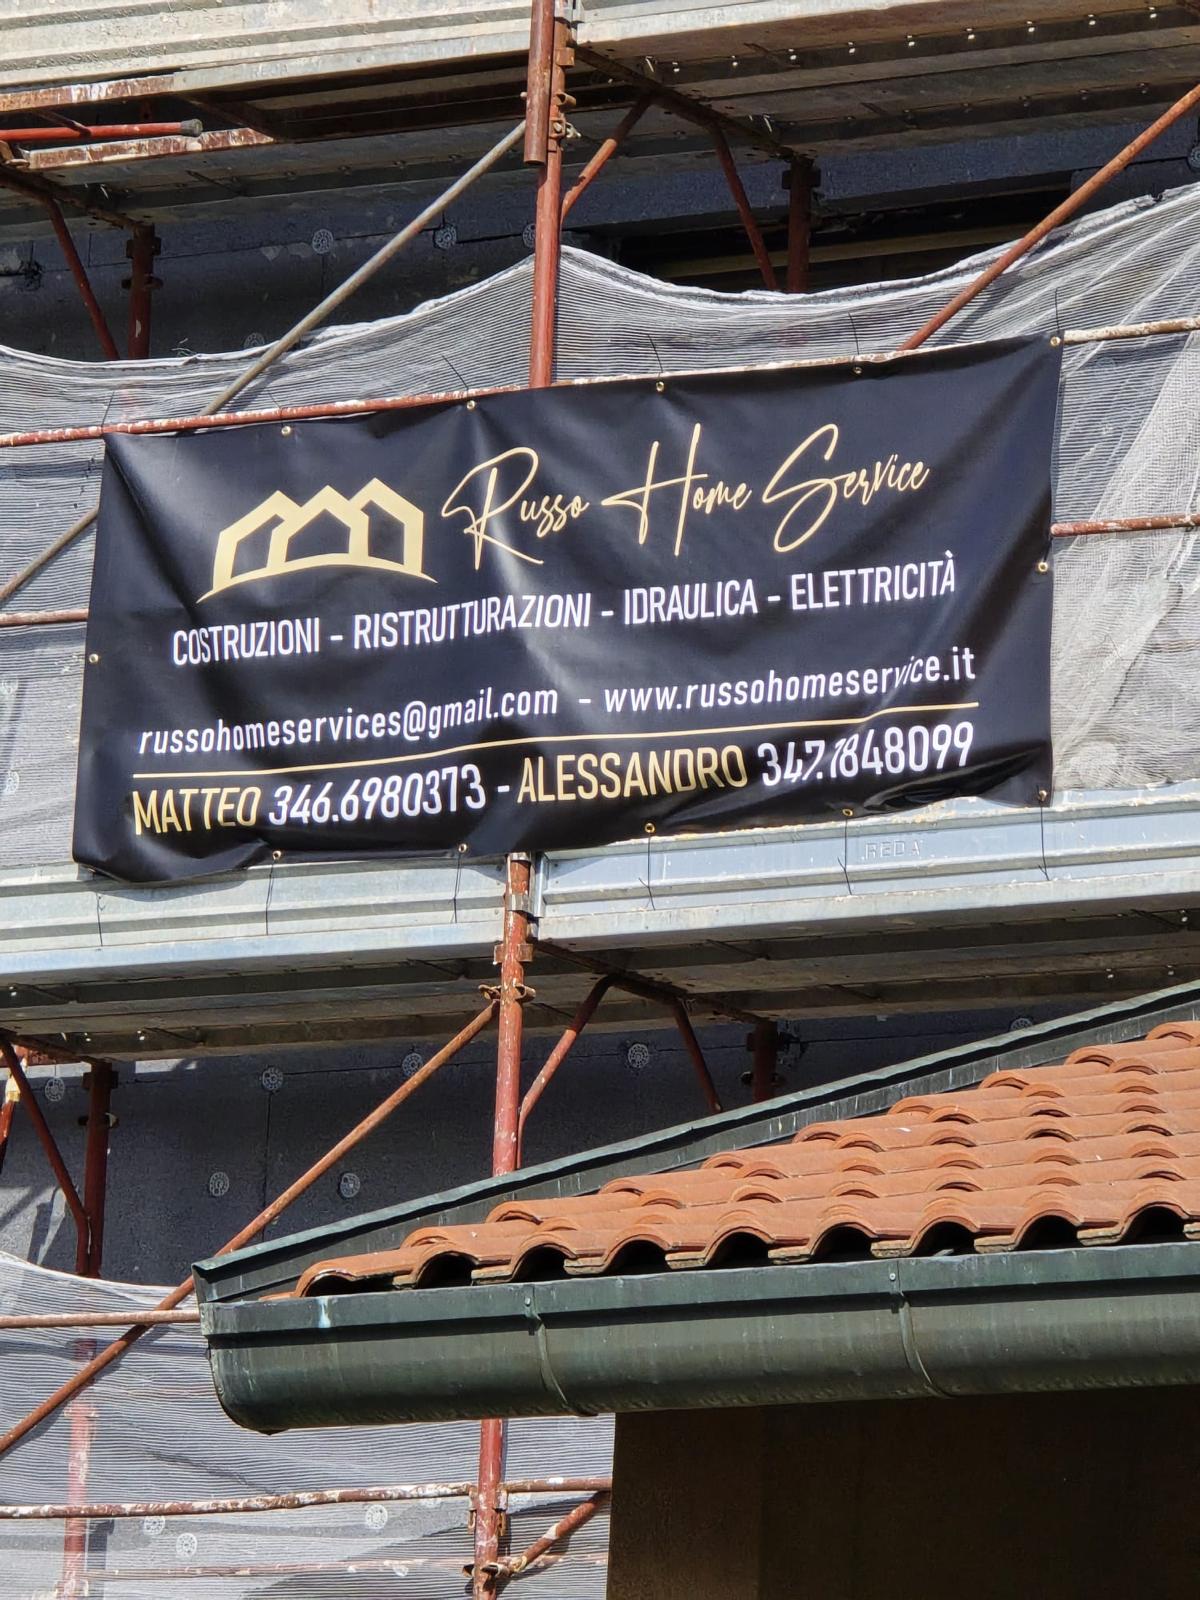 Russo Home Service
COSTRUZIONI - RISTRUTTURAZIONI - IDRAULICA - ELETTRICITÀ
russohomeservices@gmail.com - www.russohomeservice.it
MATTEO 346.6980373 - ALESSANDRO 347.1848099
REDA